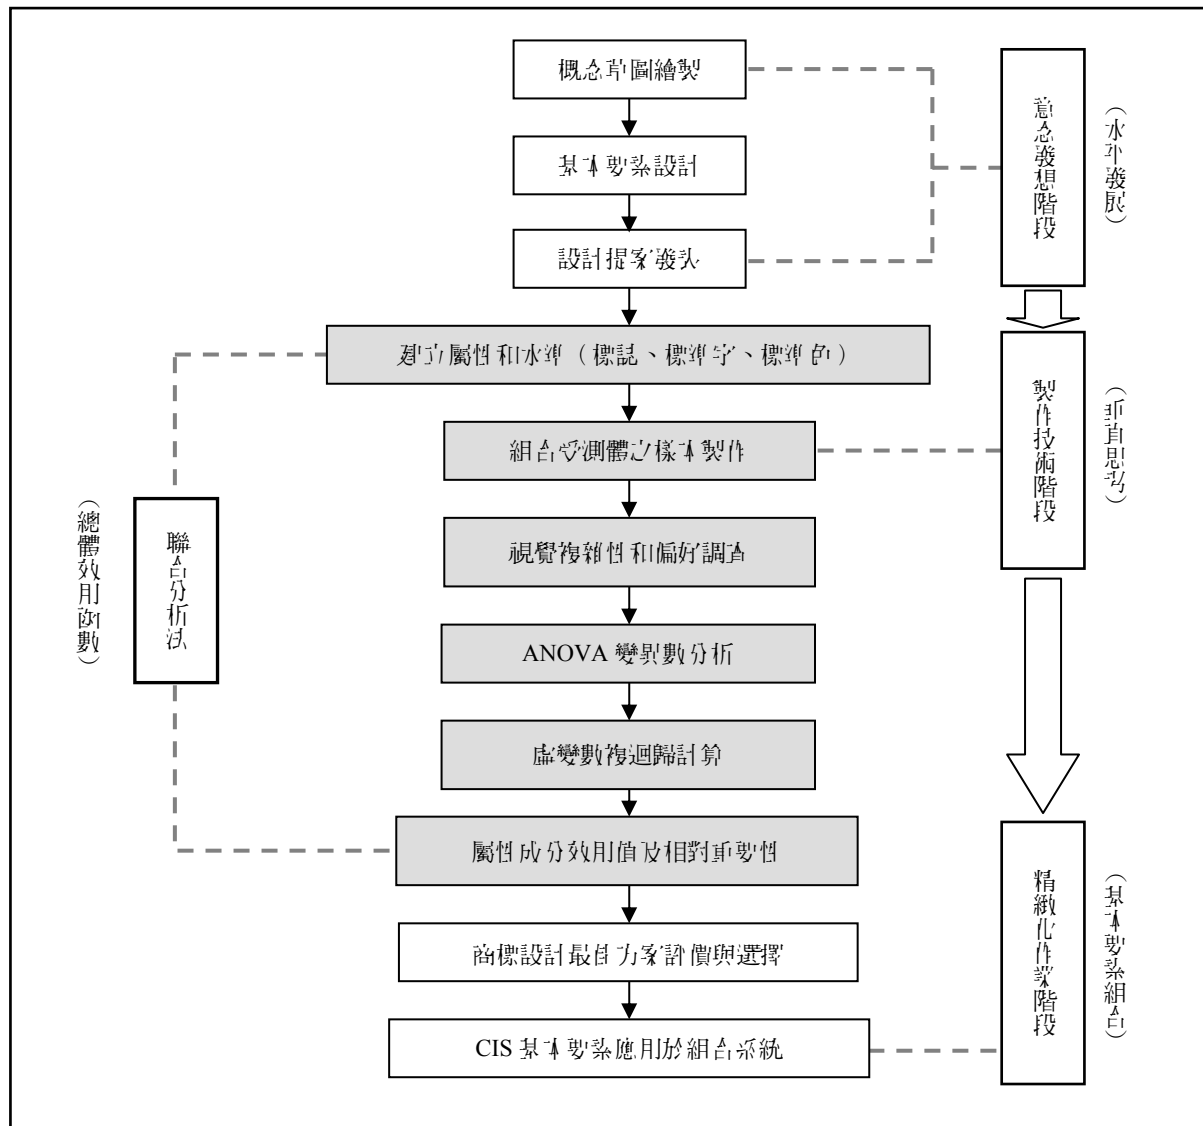 概念草圖繪製
基本要素設計
設計提案發表
建立屬性和水準（標誌、標準字、標準色）
組合受測體之樣本製作
視覺複雜性和偏好調查
ANOVA 變異數分析
虛變數複迴歸計算
屬性成分效用值及相對重要性
商標設計最佳方案評價與選擇
CIS 基本要素應用於組合系統
聯合分析法
（總體效用函數）
意念發想階段
（水平發展）
製作技術階段
（垂直思考）
精緻化作業階段
（基本要素組合）